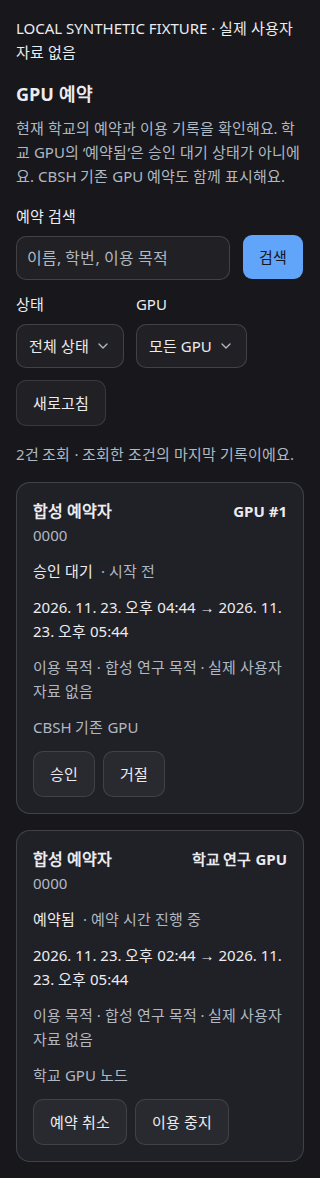 LOCAL SYNTHETIC FIXTURE · 실제 사용자
자료 없음
GPU 예약
현재 학교의 예약과 이용 기록을 확인해요. 학
교 GPU의 ‘예약됨’은 승인 대기 상태가 아니에
요. CBSH 기존 GPU 예약도 함께 표시해요.
예약 검색
이름, 학번, 이용 목적
검색
상태
GPU
전체 상태
모든 GPU
새로고침
2건 조회 · 조회한 조건의 마지막 기록이에요.
합성 예약자
GPU #1
0000
승인 대기 · 시작 전
2026. 11. 23. 오후 04:44 → 2026. 11.
23. 오후 05:44
이용 목적 · 합성 연구 목적 · 실제 사용자
자료 없음
CBSH 기존 GPU
승인
거절
합성 예약자
학교 연구 GPU
0000
예약됨 · 예약 시간 진행 중
2026. 11. 23. 오후 02:44 → 2026. 11.
23. 오후 05:44
이용 목적 · 합성 연구 목적 · 실제 사용자
자료 없음
학교 GPU 노드
예약 취소
이용 중지